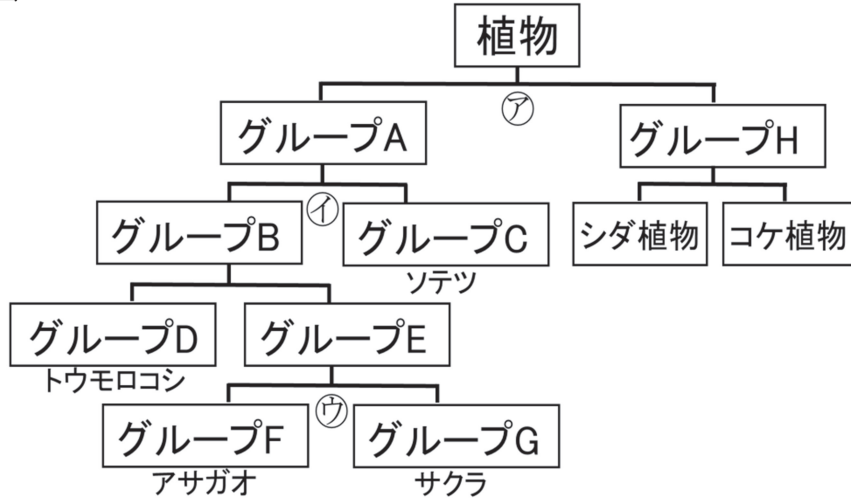 植物
㋐
グループA
グループH
㋑
グループB
グループC
シダ植物
コケ植物
ソテツ
グループD
グループE
トウモロコシ
㋒
グループF
グループG
アサガオ
サクラ